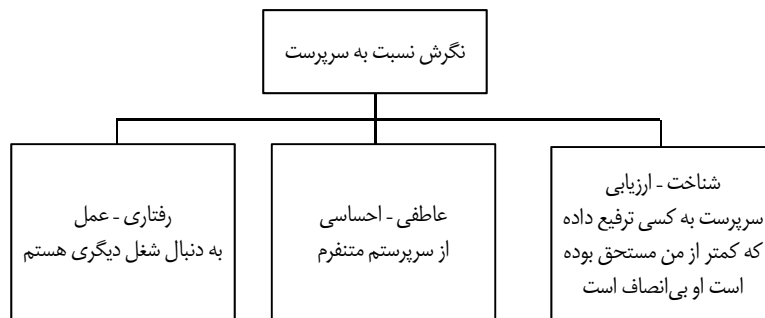 نگرش نسبت به سرپرست
شناخت - ارزیابی
سرپرست به کسی ترفیع داده
که کمتر از من مستحق بوده
است او بی‌انصاف است
عاطفی - احساسی
از سرپرستم متنفرم
رفتاری - عمل
به دنبال شغل دیگری هستم